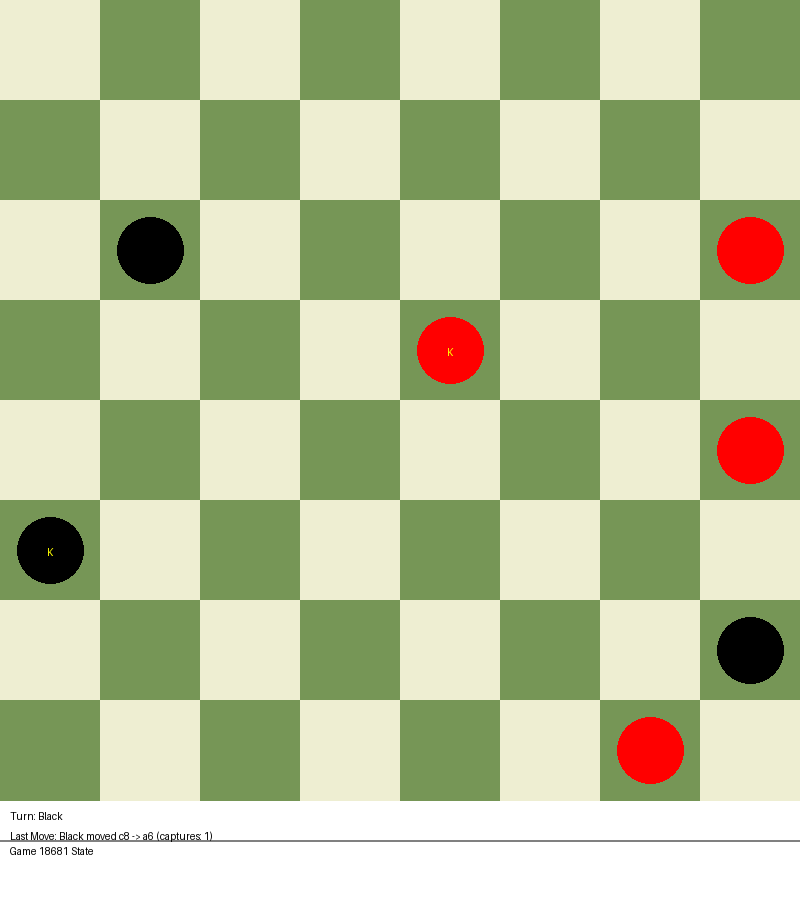 K
K
Turn: Black
Last Move: Black moved c8 -> a6 (captures: 1)
Game 18681 State